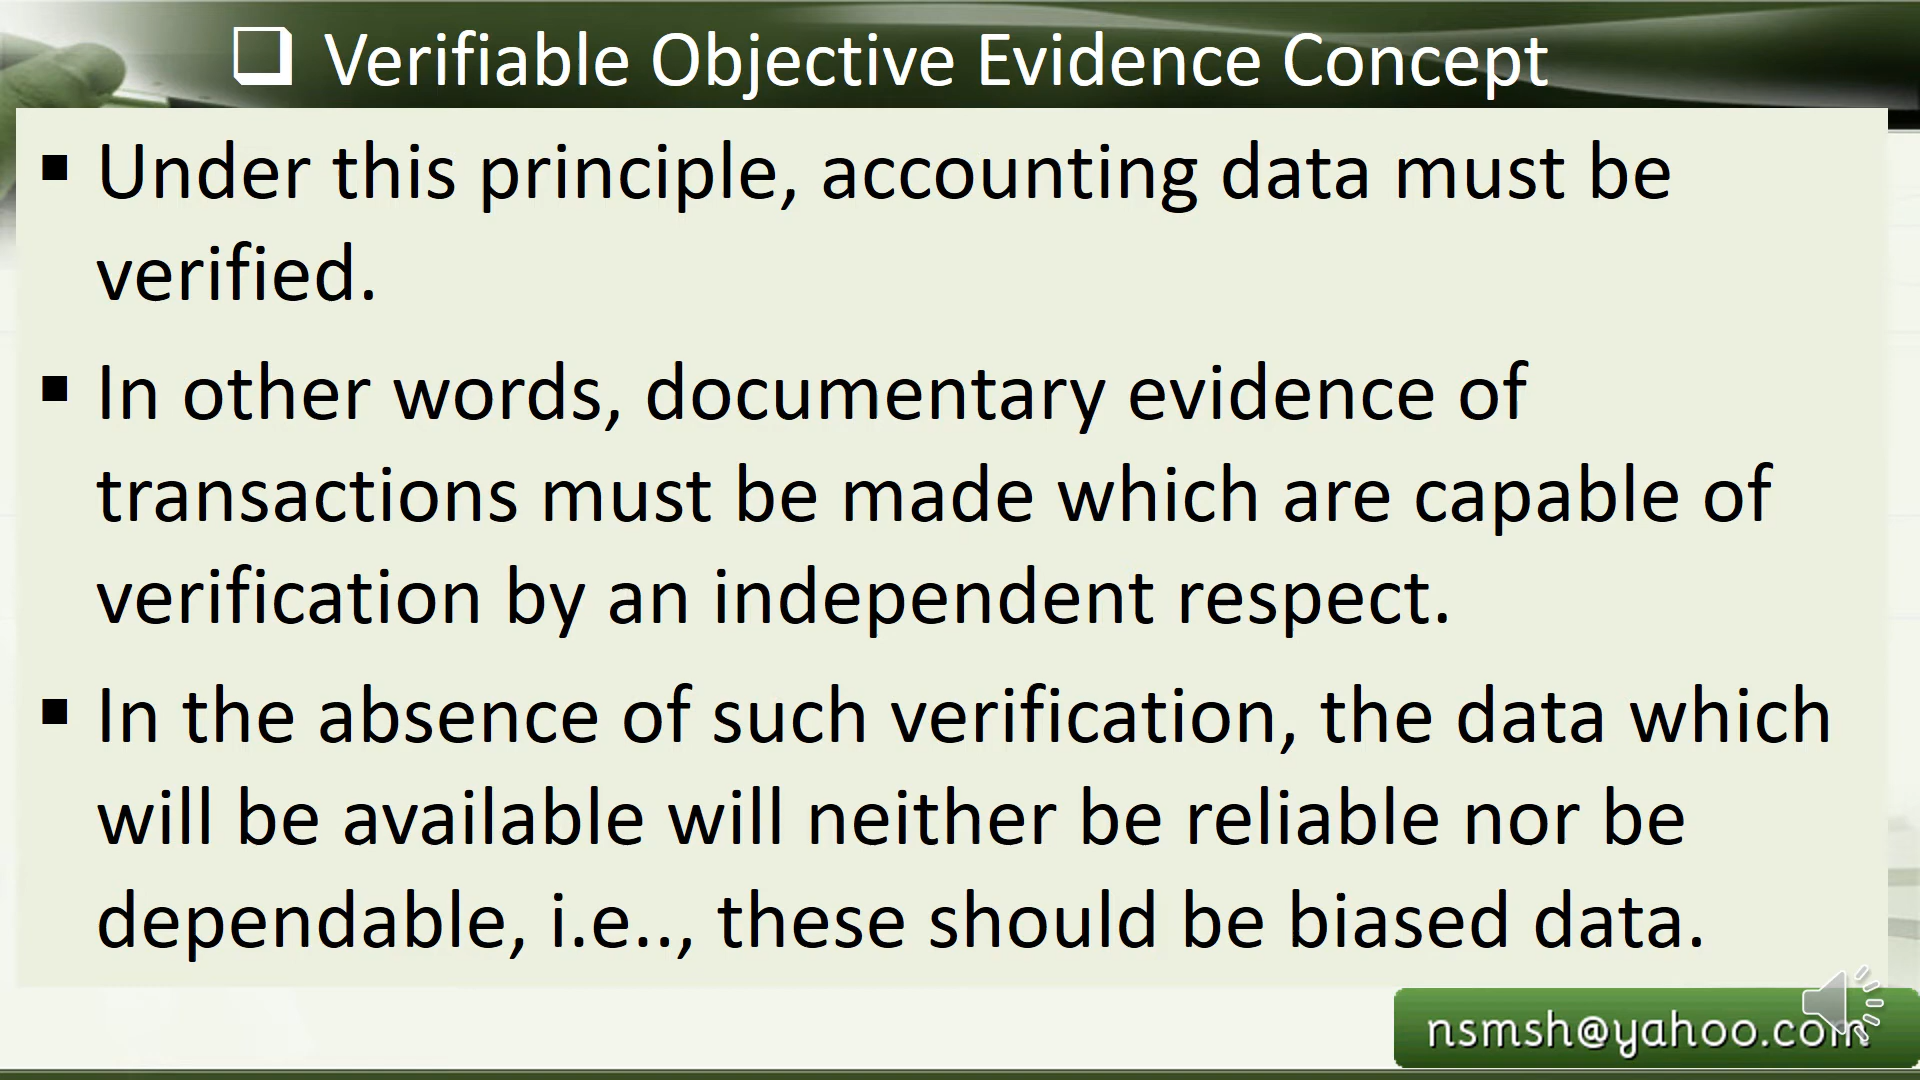 ❑ Verifiable Objective Evidence Concept
▪ Under this principle, accounting data must be
verified.
▪ In other words, documentary evidence of
transactions must be made which are capable of
verification by an independent respect.
▪ In the absence of such verification, the data which
will be available will neither be reliable nor be
dependable, i.e.., these should be biased data.
nsmsh@yahoo.com